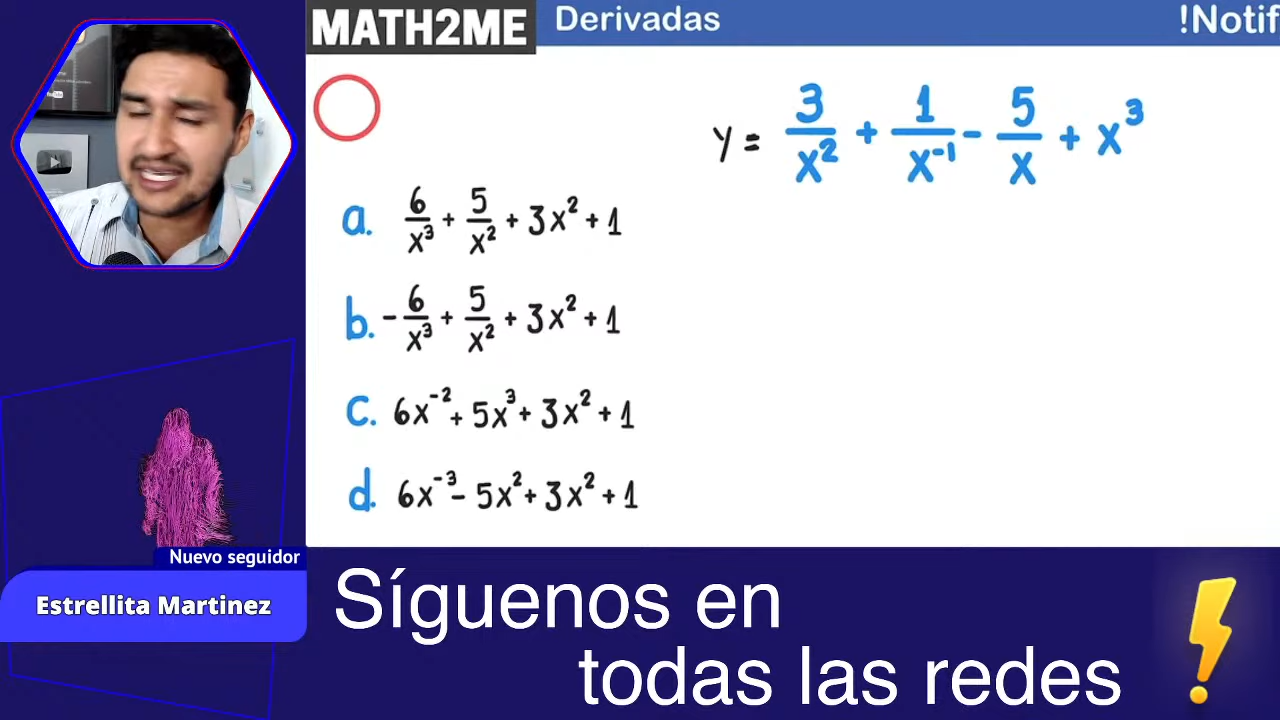 MATH2ME
Derivadas
!Notif
y = 3/x² + 1/x⁻¹ - 5/x + x³
a. 6/x³ + 5/x² + 3x² + 1
b. -6/x³ + 5/x² + 3x² + 1
c. 6x⁻² + 5x³ + 3x² + 1
d. 6x⁻³ - 5x² + 3x² + 1
Nuevo seguidor
Estrellita Martinez
Síguenos en
todas las redes